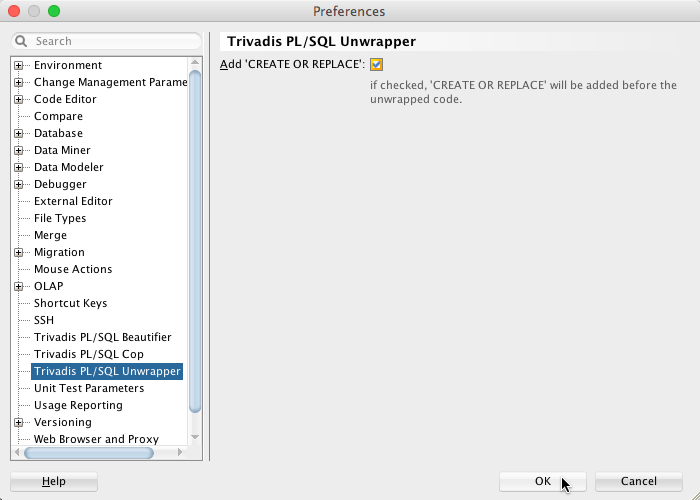 Preferences
Search
Trivadis PL/SQL Unwrapper
Add 'CREATE OR REPLACE':
if checked, 'CREATE OR REPLACE' will be added before the
unwrapped code.
Environment
Change Management Parame
Code Editor
Compare
Database
Data Miner
Data Modeler
Debugger
External Editor
File Types
Merge
Migration
Mouse Actions
OLAP
Shortcut Keys
SSH
Trivadis PL/SQL Beautifier
Trivadis PL/SQL Cop
Trivadis PL/SQL Unwrapper
Unit Test Parameters
Usage Reporting
Versioning
Web Browser and Proxy
Help
OK
Cancel